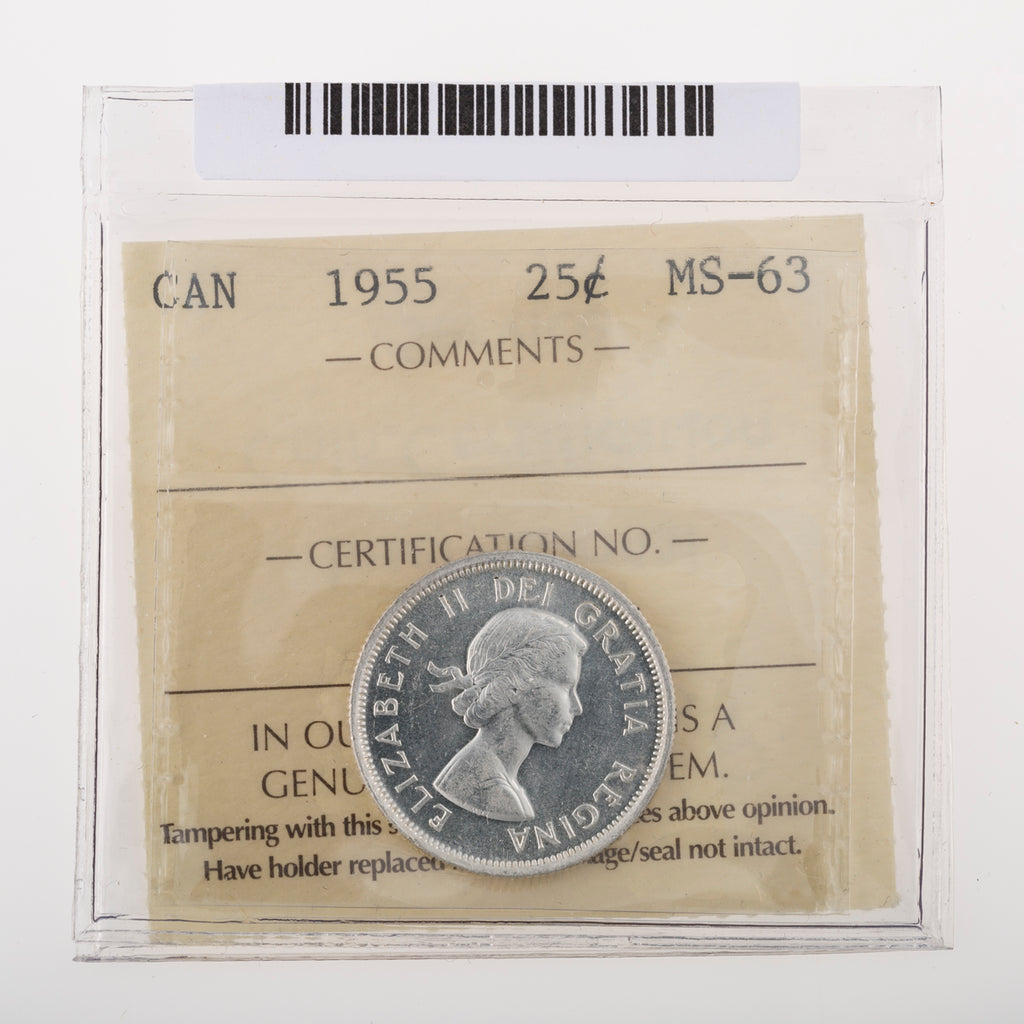 CAN 1955 25¢ MS-63
— COMMENTS —
— CERTIFICATION NO. —
ELIZABETH II DEI GRATIA REGINA
IN OU S A
GENU EM.
Tampering with this s es above opinion.
Have holder replaced age/seal not intact.